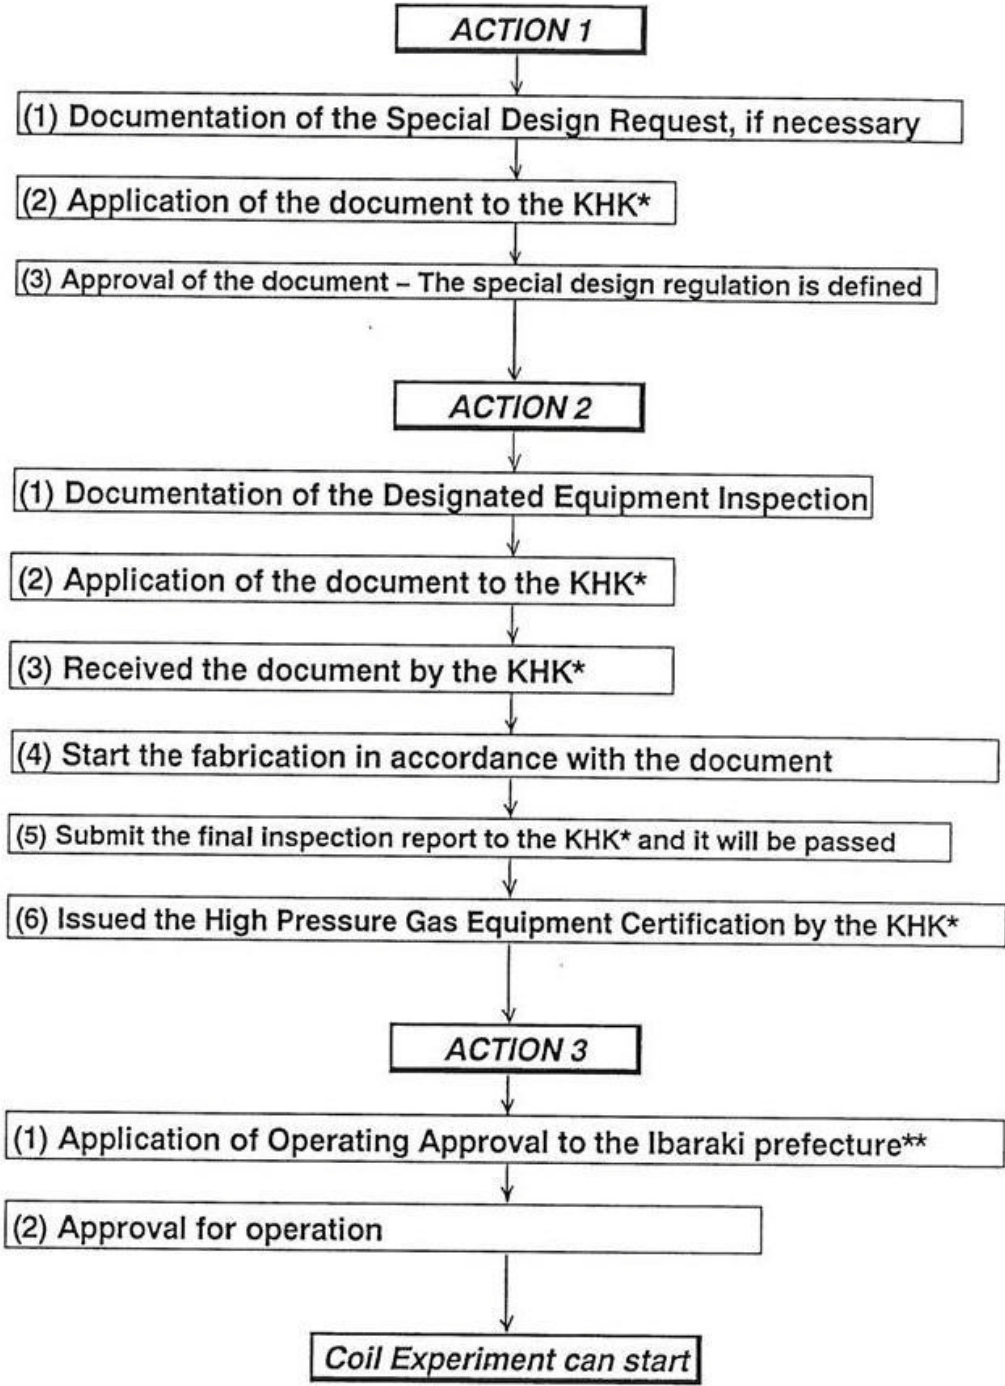 ACTION 1
(1) Documentation of the Special Design Request, if necessary
(2) Application of the document to the KHK*
(3) Approval of the document – The special design regulation is defined
ACTION 2
(1) Documentation of the Designated Equipment Inspection
(2) Application of the document to the KHK*
(3) Received the document by the KHK*
(4) Start the fabrication in accordance with the document
(5) Submit the final inspection report to the KHK* and it will be passed
(6) Issued the High Pressure Gas Equipment Certification by the KHK*
ACTION 3
(1) Application of Operating Approval to the Ibaraki prefecture**
(2) Approval for operation
Coil Experiment can start